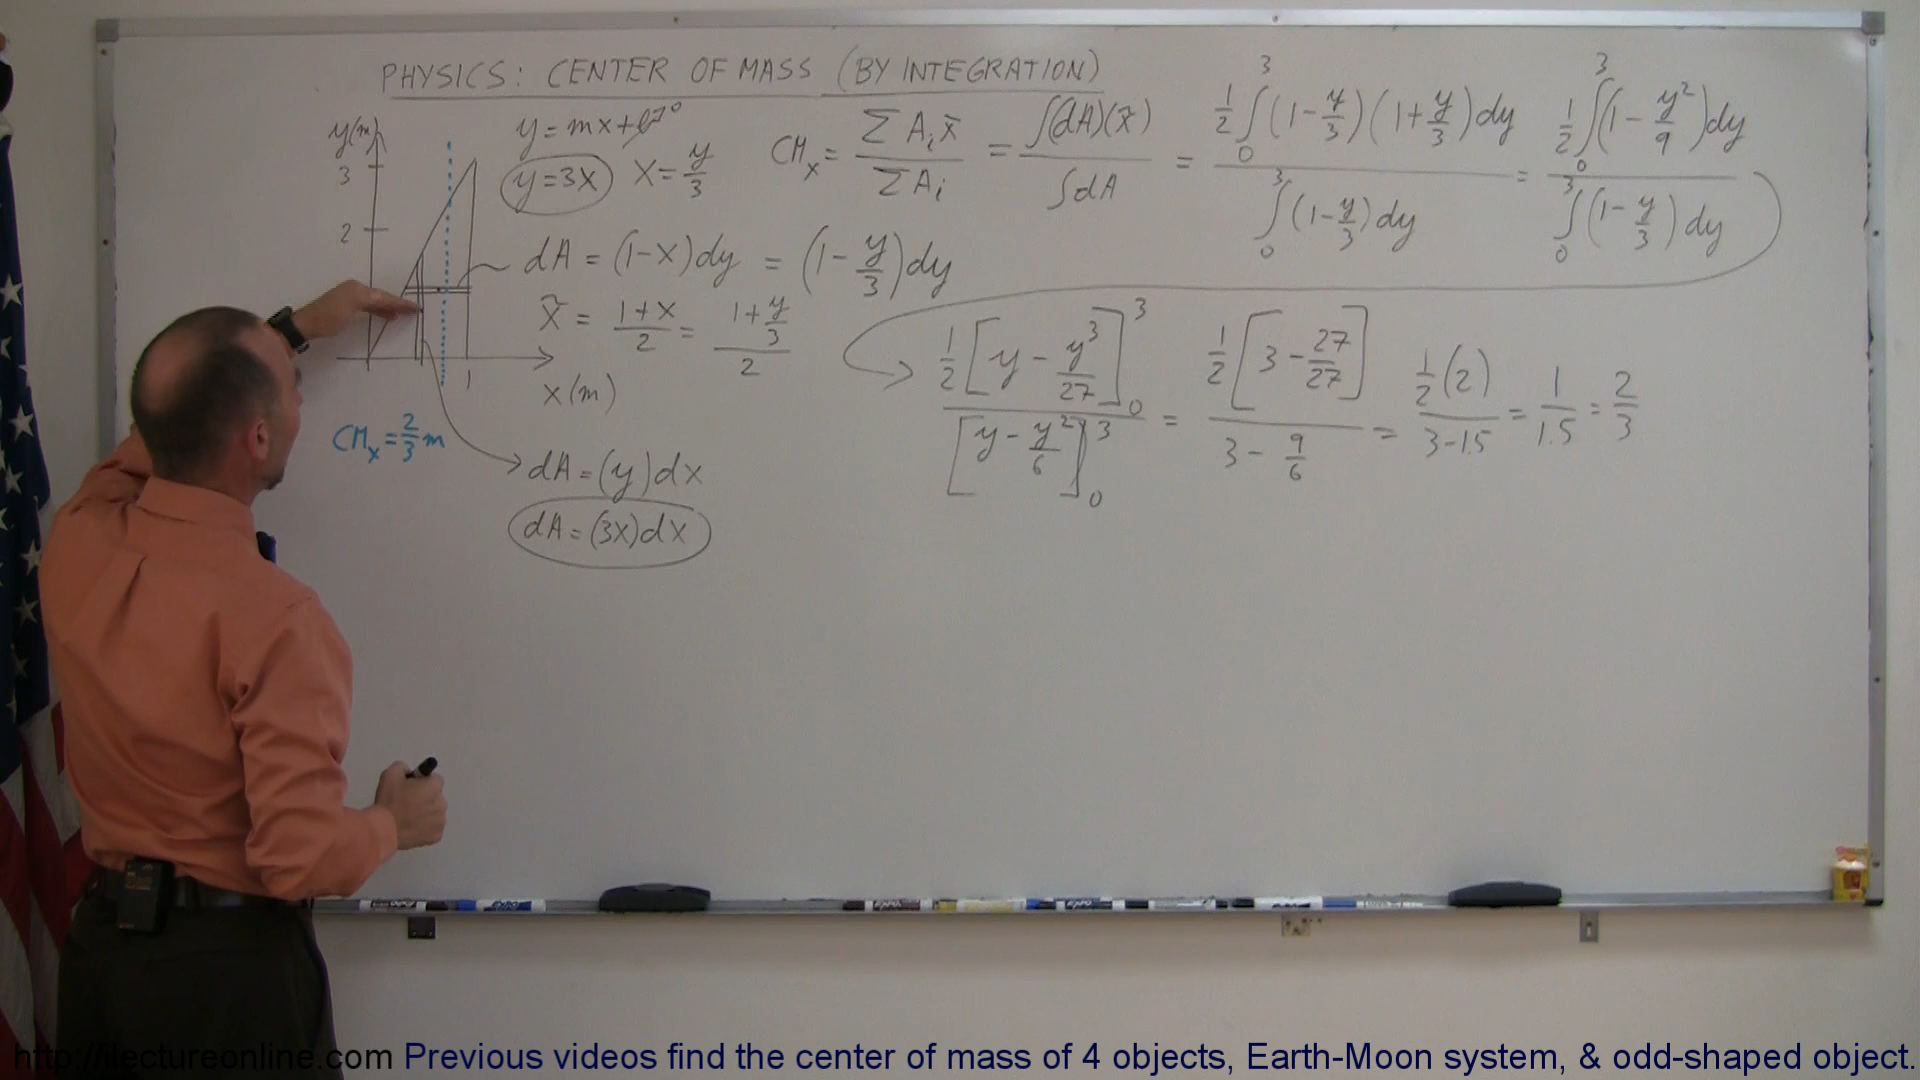 PHYSICS: CENTER OF MASS (BY INTEGRATION)
y(m)
3
2
1
x(m)
y = mx + b⁰
y = 3x
x = y/3
dA = (1-x)dy = (1 - y/3)dy
x̃ = (1+x)/2 = (1 + y/3)/2
CMₓ = 2/3 m
dA = (y)dx
dA = (3x)dx
CMₓ = ΣAᵢx̃ / ΣAᵢ = ∫(dA)(x̃) / ∫dA = ½∫₀³(1 - y/3)(1 + y/3)dy / ∫₀³(1 - y/3)dy = ½∫₀³(1 - y²/9)dy / ∫₀³(1 - y/3)dy
½[y - y³/27]₀³ / [y - y²/6]₀³ = ½[3 - 27/27] / (3 - 9/6) = ½(2) / (3 - 1.5) = 1/1.5 = 2/3
http://ilectureonline.com Previous videos find the center of mass of 4 objects, Earth-Moon system, & odd-shaped object.